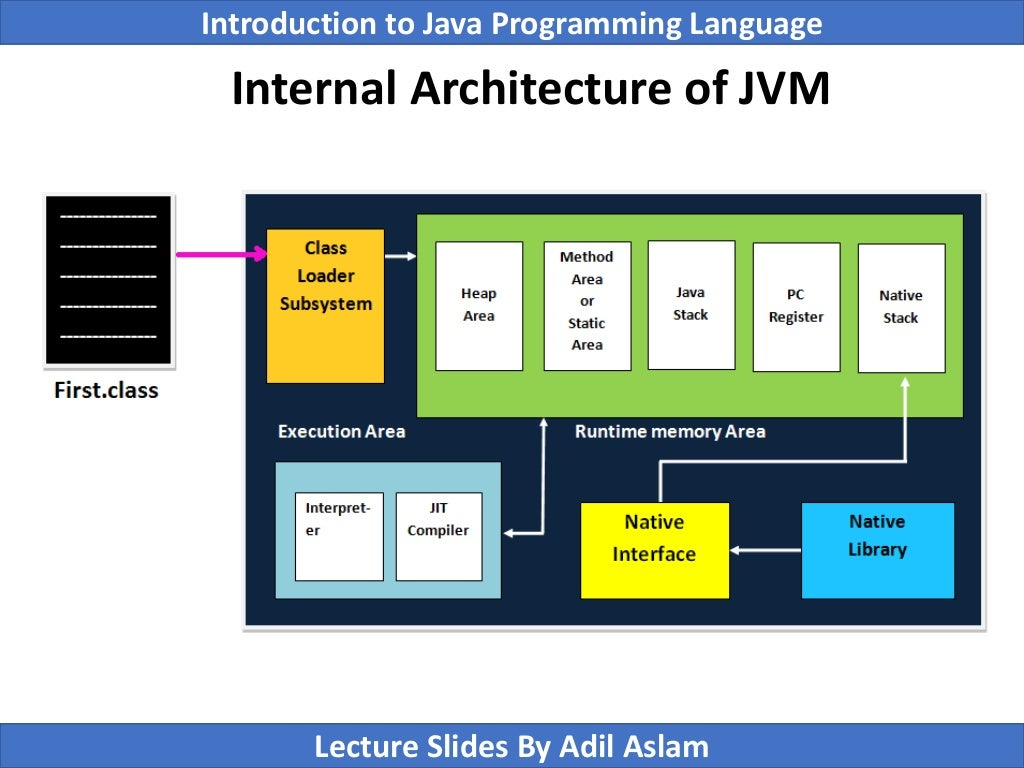 Introduction to Java Programming Language
Internal Architecture of JVM
First.class
Class
Loader
Subsystem
Heap
Area
Method
Area
or
Static
Area
Java
Stack
PC
Register
Native
Stack
Execution Area
Runtime memory Area
Interpret-
er
JIT
Compiler
Native
Interface
Native
Library
Lecture Slides By Adil Aslam